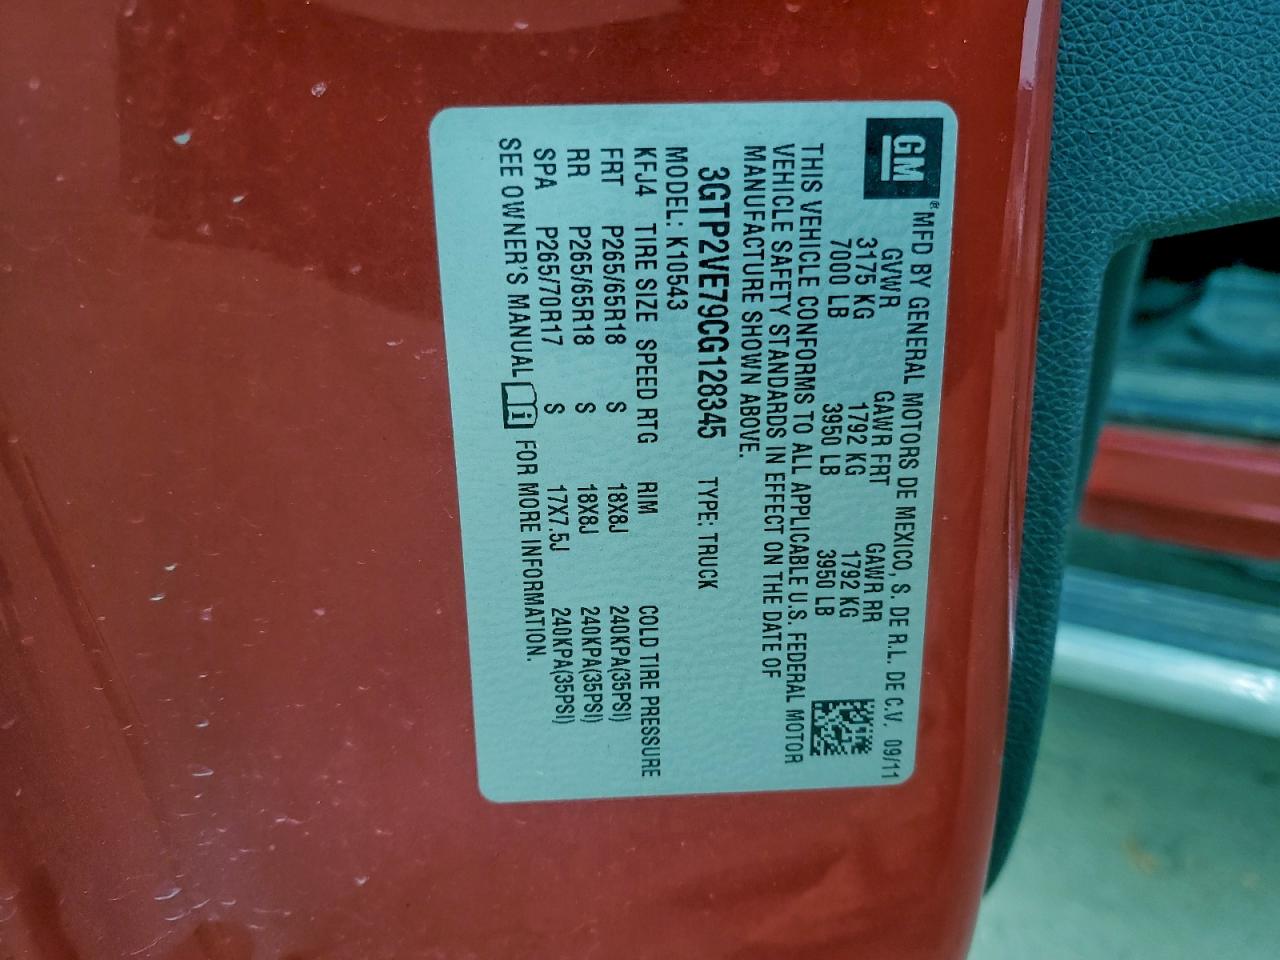 GM ® MFD BY GENERAL MOTORS DE MEXICO, S. DE R.L. DE C.V. 09/11
GVWR GAWR FRT GAWR RR
3175 KG 1792 KG 1792 KG
7000 LB 3950 LB 3950 LB
THIS VEHICLE CONFORMS TO ALL APPLICABLE U.S. FEDERAL MOTOR
VEHICLE SAFETY STANDARDS IN EFFECT ON THE DATE OF
MANUFACTURE SHOWN ABOVE.
3GTP2VE79CG128345 TYPE: TRUCK
MODEL: K10543
KFJ4 TIRE SIZE SPEED RTG RIM COLD TIRE PRESSURE
FRT P265/65R18 S 18X8J 240KPA(35PSI)
RR P265/65R18 S 18X8J 240KPA(35PSI)
SPA P265/70R17 S 17X7.5J 240KPA(35PSI)
SEE OWNER'S MANUAL i FOR MORE INFORMATION.